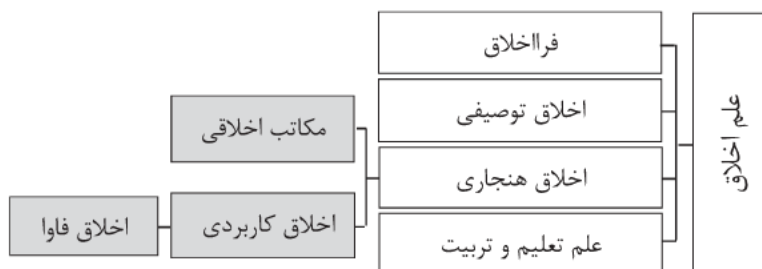 علم اخلاق
فرااخلاق
اخلاق توصیفی
اخلاق هنجاری
علم تعلیم و تربیت
مکاتب اخلاقی
اخلاق کاربردی
اخلاق فاوا